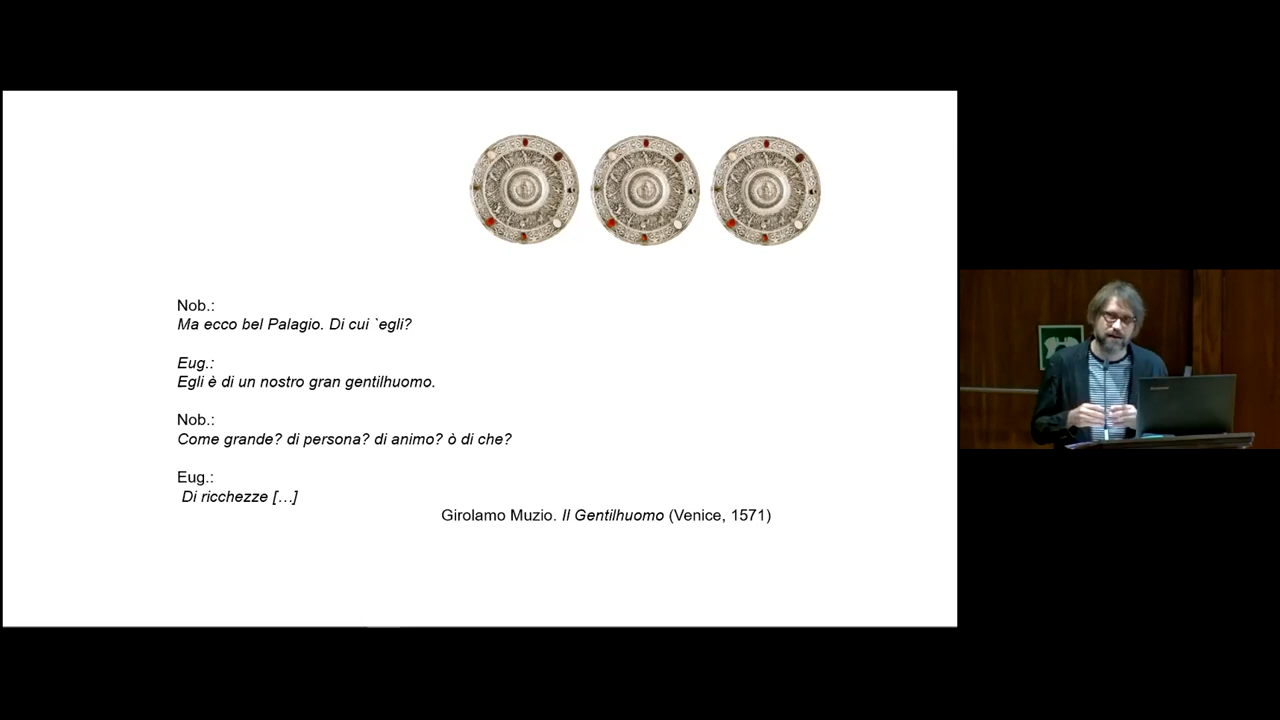 Nob.:
Ma ecco bel Palagio. Di cui `egli?
Eug.:
Egli è di un nostro gran gentilhuomo.
Nob.:
Come grande? di persona? di animo? ò di che?
Eug.:
Di ricchezze […]
Girolamo Muzio. Il Gentilhuomo (Venice, 1571)